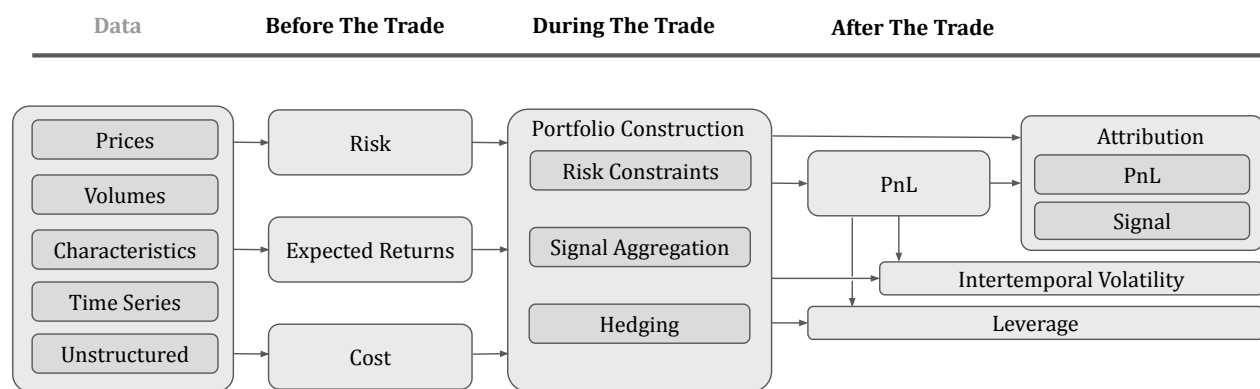 Data
Before The Trade
During The Trade
After The Trade
Prices
Volumes
Characteristics
Time Series
Unstructured
Risk
Expected Returns
Cost
Portfolio Construction
Risk Constraints
Signal Aggregation
Hedging
PnL
Attribution
PnL
Signal
Intertemporal Volatility
Leverage